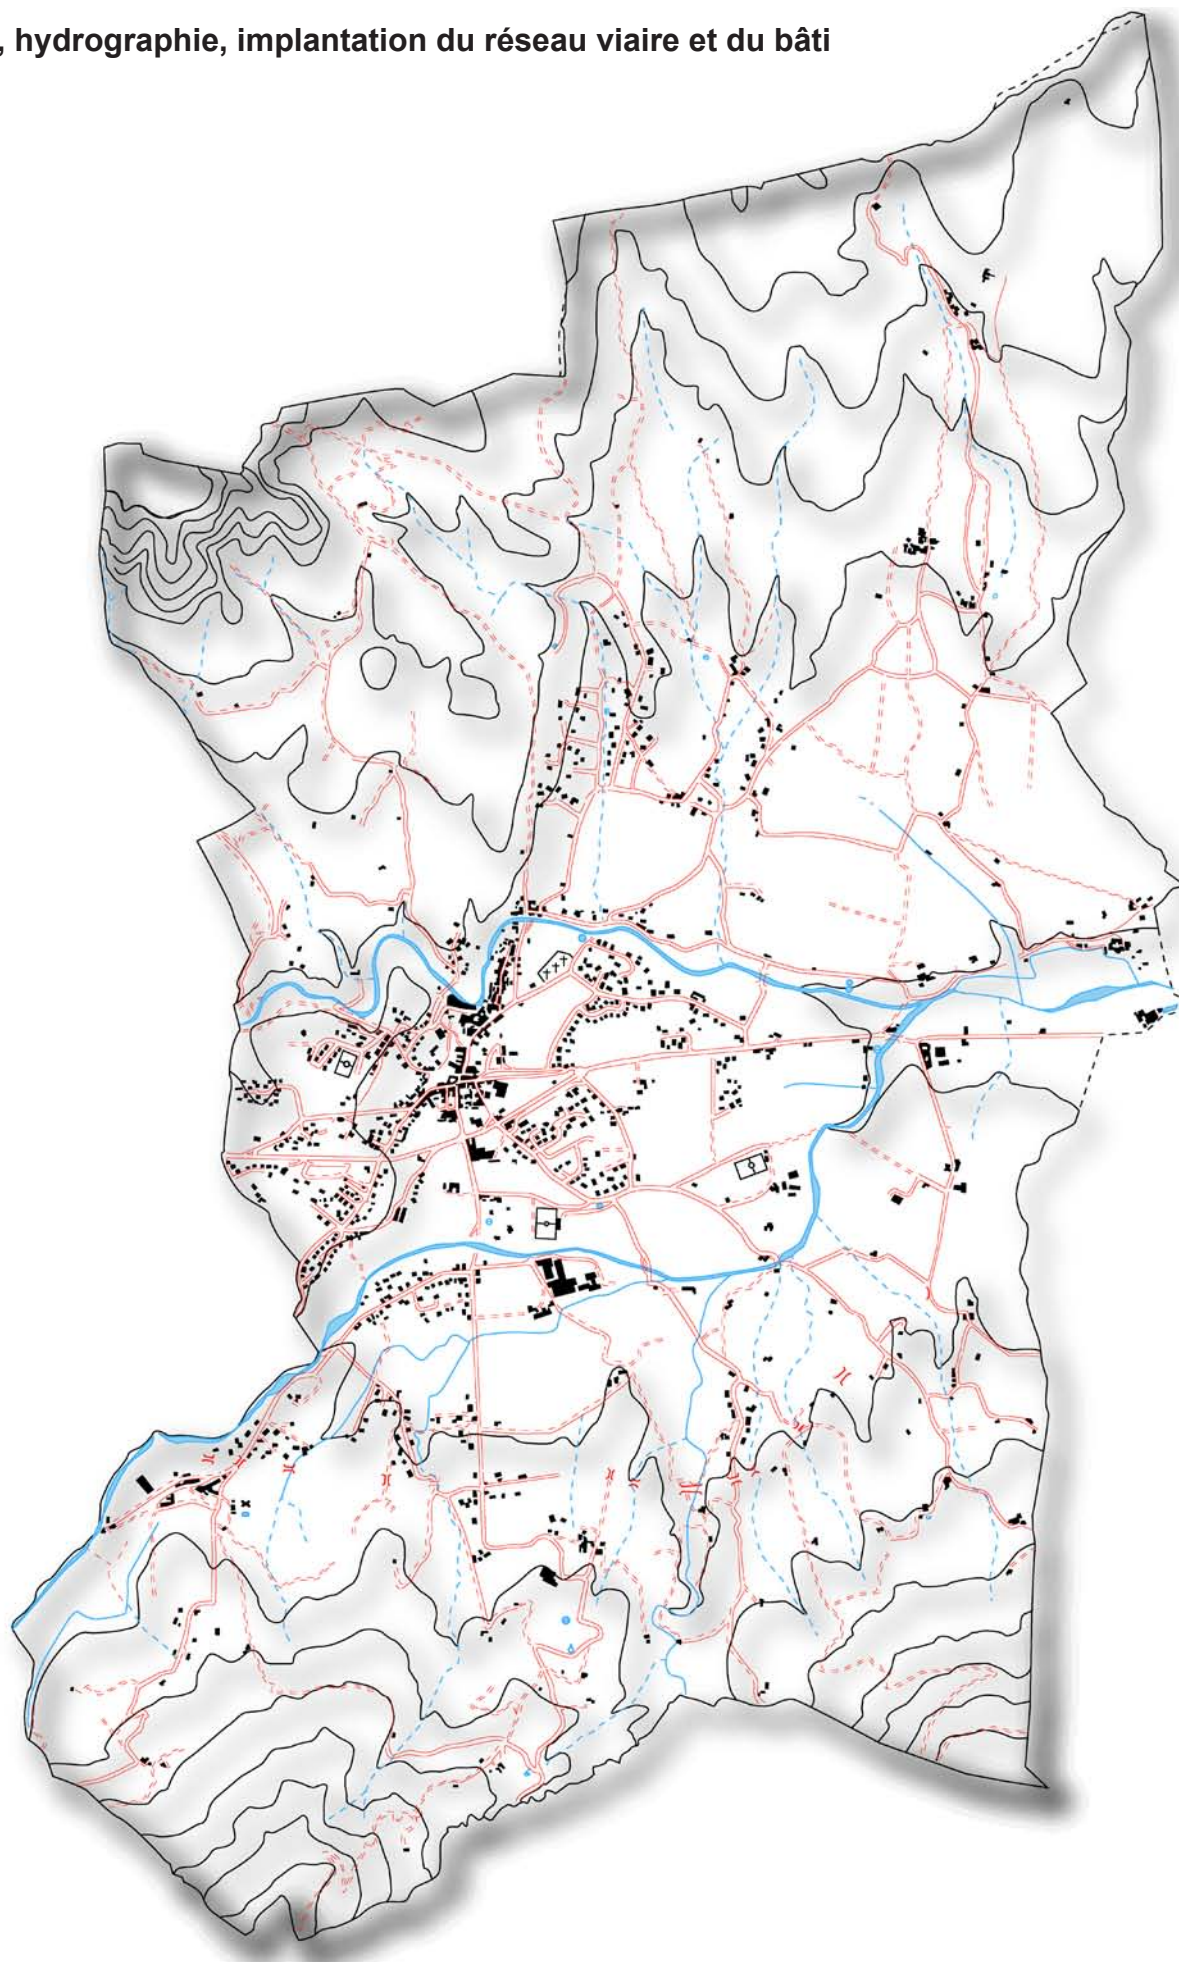 , hydrographie, implantation du réseau viaire et du bâti